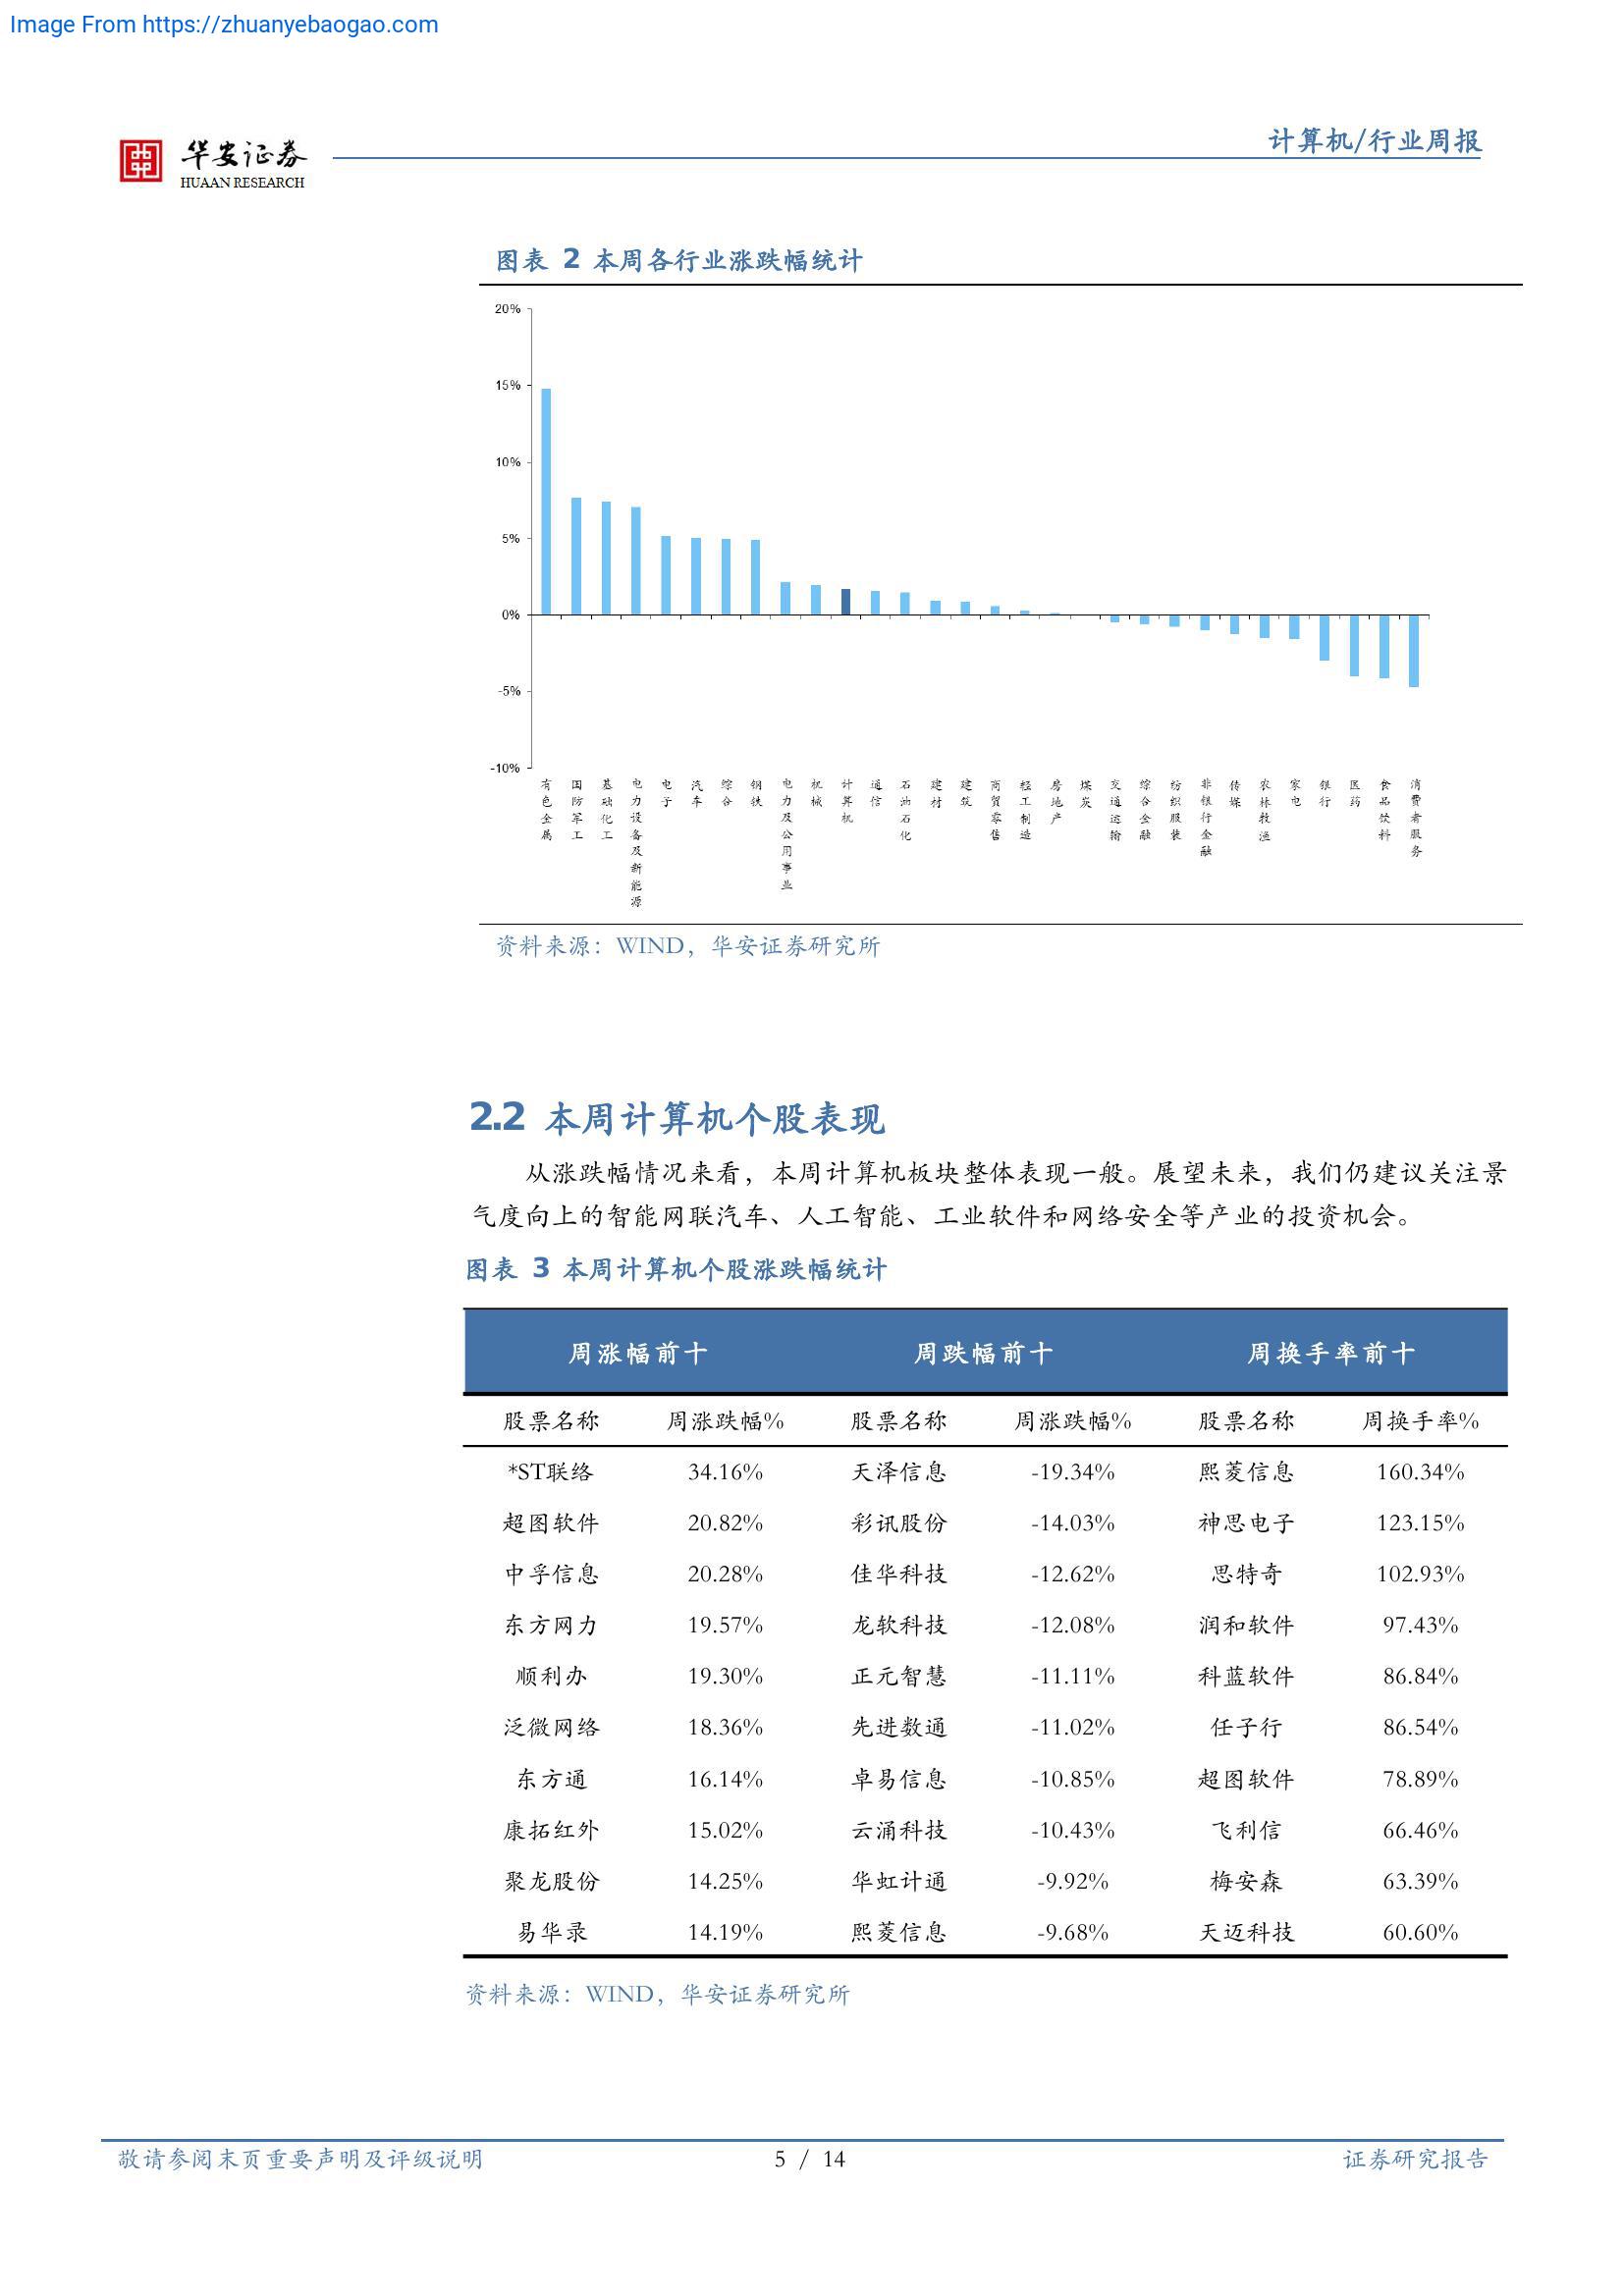 Image From https://zhuanyebaogao.com
华安证券
HUAAN RESEARCH
计算机/行业周报
图表 2 本周各行业涨跌幅统计
20%
15%
10%
5%
0%
-5%
-10%
有色金属
国防军工
基础化工
电力设备及新能源
电子
汽车
综合
钢铁
电力及公用事业
机械
计算机
通信
石油石化
建材
建筑
商贸零售
轻工制造
房地产
煤炭
交通运输
综合金融
纺织服装
非银行金融
传媒
农林牧渔
家电
银行
医药
食品饮料
消费者服务
资料来源：WIND，华安证券研究所
2.2 本周计算机个股表现
从涨跌幅情况来看，本周计算机板块整体表现一般。展望未来，我们仍建议关注景
气度向上的智能网联汽车、人工智能、工业软件和网络安全等产业的投资机会。
图表 3 本周计算机个股涨跌幅统计
周涨幅前十 周跌幅前十 周换手率前十
股票名称 周涨跌幅% 股票名称 周涨跌幅% 股票名称 周换手率%
*ST联络 34.16% 天泽信息 -19.34% 熙菱信息 160.34%
超图软件 20.82% 彩讯股份 -14.03% 神思电子 123.15%
中孚信息 20.28% 佳华科技 -12.62% 思特奇 102.93%
东方网力 19.57% 龙软科技 -12.08% 润和软件 97.43%
顺利办 19.30% 正元智慧 -11.11% 科蓝软件 86.84%
泛微网络 18.36% 先进数通 -11.02% 任子行 86.54%
东方通 16.14% 卓易信息 -10.85% 超图软件 78.89%
康拓红外 15.02% 云涌科技 -10.43% 飞利信 66.46%
聚龙股份 14.25% 华虹计通 -9.92% 梅安森 63.39%
易华录 14.19% 熙菱信息 -9.68% 天迈科技 60.60%
资料来源：WIND，华安证券研究所
敬请参阅末页重要声明及评级说明 5 / 14 证券研究报告